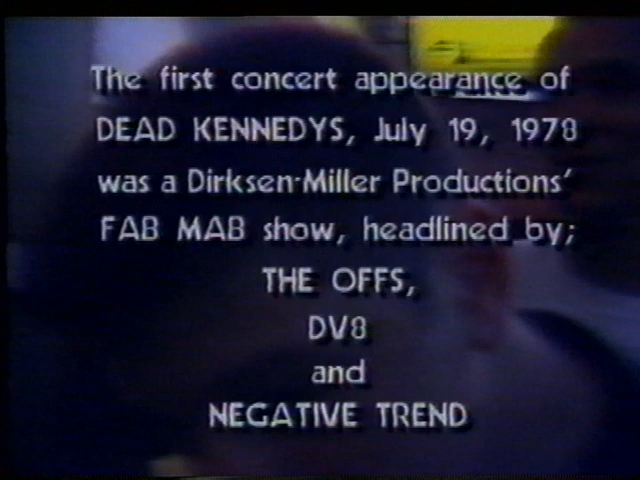 The first concert appearance of
DEAD KENNEDYS, July 19, 1978
was a Dirksen-Miller Productions'
FAB MAB show, headlined by;
THE OFFS,
DV8
and
NEGATIVE TREND